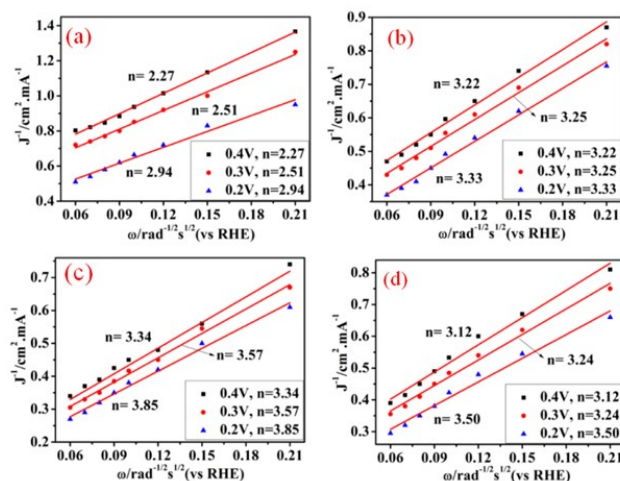 (a)
1.4
1.2
1.0
0.8
0.6
0.4
J⁻¹/cm².mA⁻¹
n= 2.27
n= 2.51
n= 2.94
0.4V, n=2.27
0.3V, n=2.51
0.2V, n=2.94
0.06 0.09 0.12 0.15 0.18 0.21
ω/rad⁻¹/²s¹/²(vs RHE)
(b)
0.9
0.8
0.7
0.6
0.5
0.4
J⁻¹/cm².mA⁻¹
n= 3.22
n= 3.25
n= 3.33
0.4V, n=3.22
0.3V, n=3.25
0.2V, n=3.33
0.06 0.09 0.12 0.15 0.18 0.21
ω/rad⁻¹/²s¹/²(vs RHE)
(c)
0.7
0.6
0.5
0.4
0.3
0.2
J⁻¹/cm².mA⁻¹
n= 3.34
n= 3.57
n= 3.85
0.4V, n=3.34
0.3V, n=3.57
0.2V, n=3.85
0.06 0.09 0.12 0.15 0.18 0.21
ω/rad⁻¹/²s¹/²(vs RHE)
(d)
0.8
0.7
0.6
0.5
0.4
0.3
J⁻¹/cm².mA⁻¹
n= 3.12
n= 3.24
n= 3.50
0.4V, n=3.12
0.3V, n=3.24
0.2V, n=3.50
0.06 0.09 0.12 0.15 0.18 0.21
ω/rad⁻¹/²s¹/²(vs RHE)